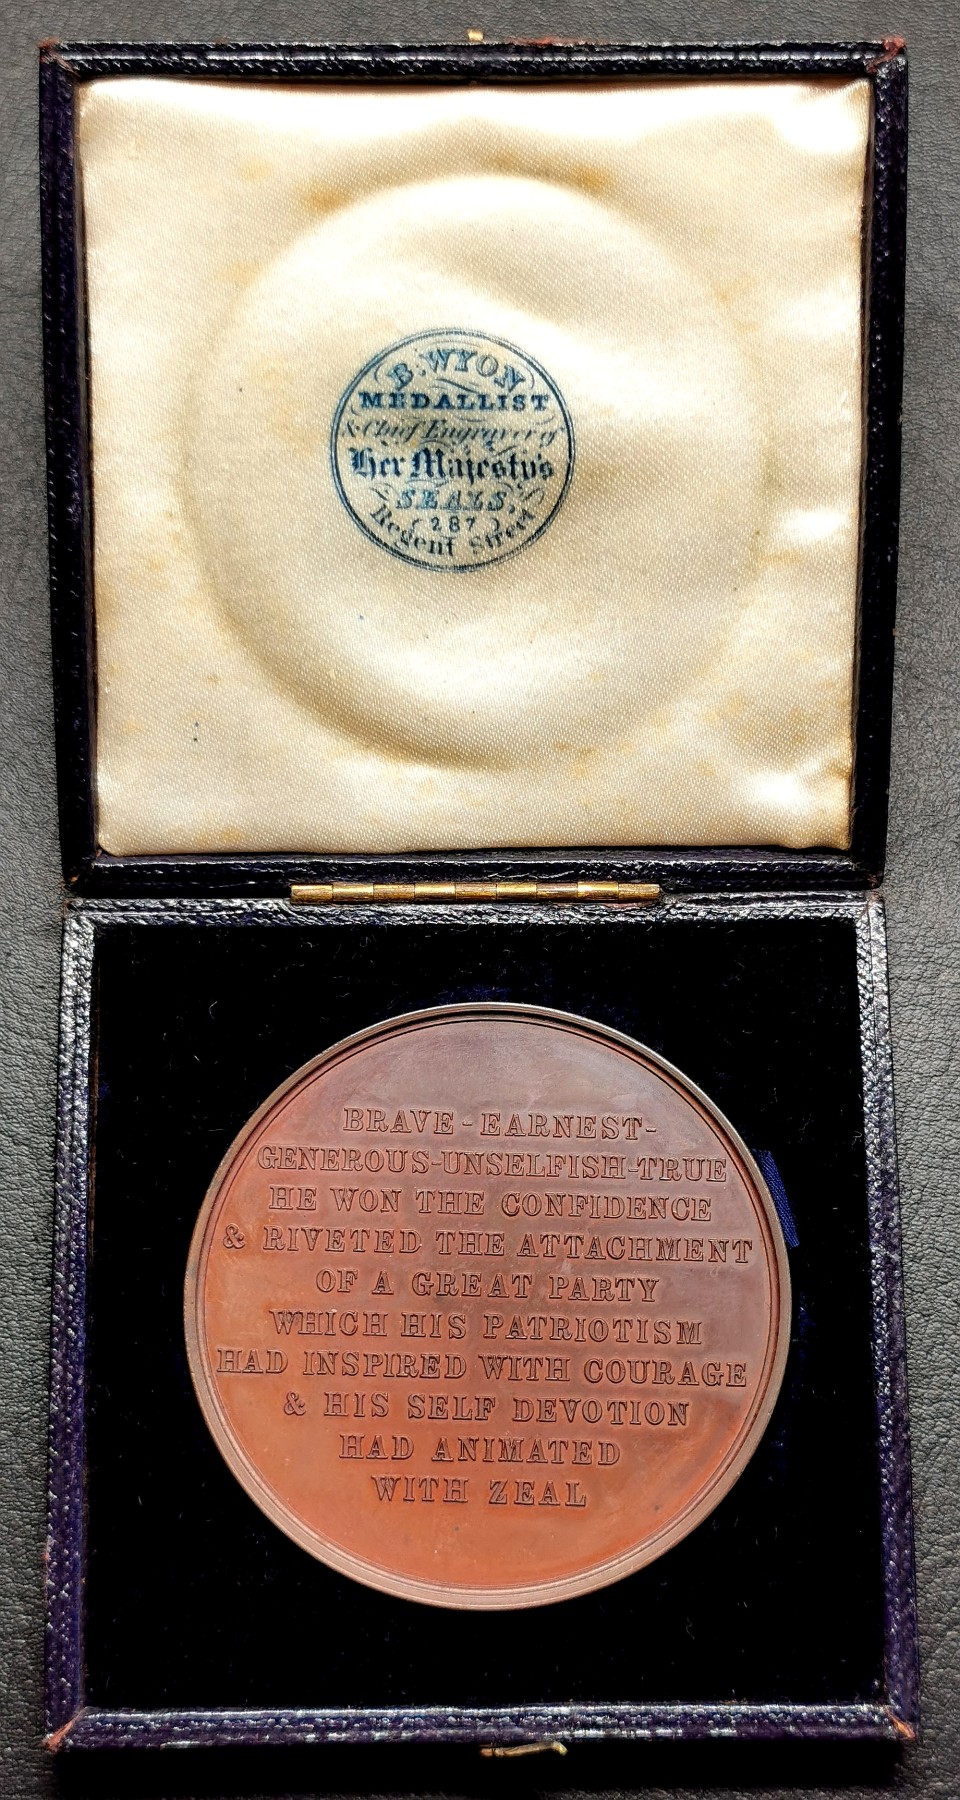 B. WYON
MEDALLIST
& Chief Engraver of
Her Majesty's
SEALS,
( 287 )
Regent Street
BRAVE - EARNEST-
GENEROUS-UNSELFISH-TRUE
HE WON THE CONFIDENCE
& RIVETED THE ATTACHMENT
OF A GREAT PARTY
WHICH HIS PATRIOTISM
HAD INSPIRED WITH COURAGE
& HIS SELF DEVOTION
HAD ANIMATED
WITH ZEAL